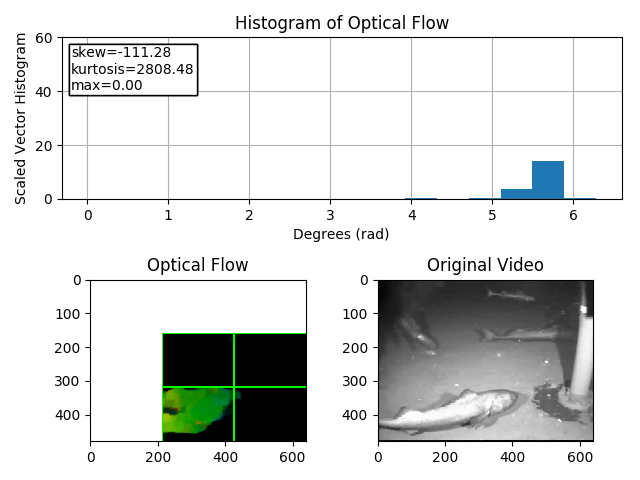 Histogram of Optical Flow
60
40
20
0
Scaled Vector Histogram
skew=-111.28
kurtosis=2808.48
max=0.00
0 1 2 3 4 5 6
Degrees (rad)
Optical Flow
0
100
200
300
400
0 200 400 600
Original Video
0
100
200
300
400
0 200 400 600